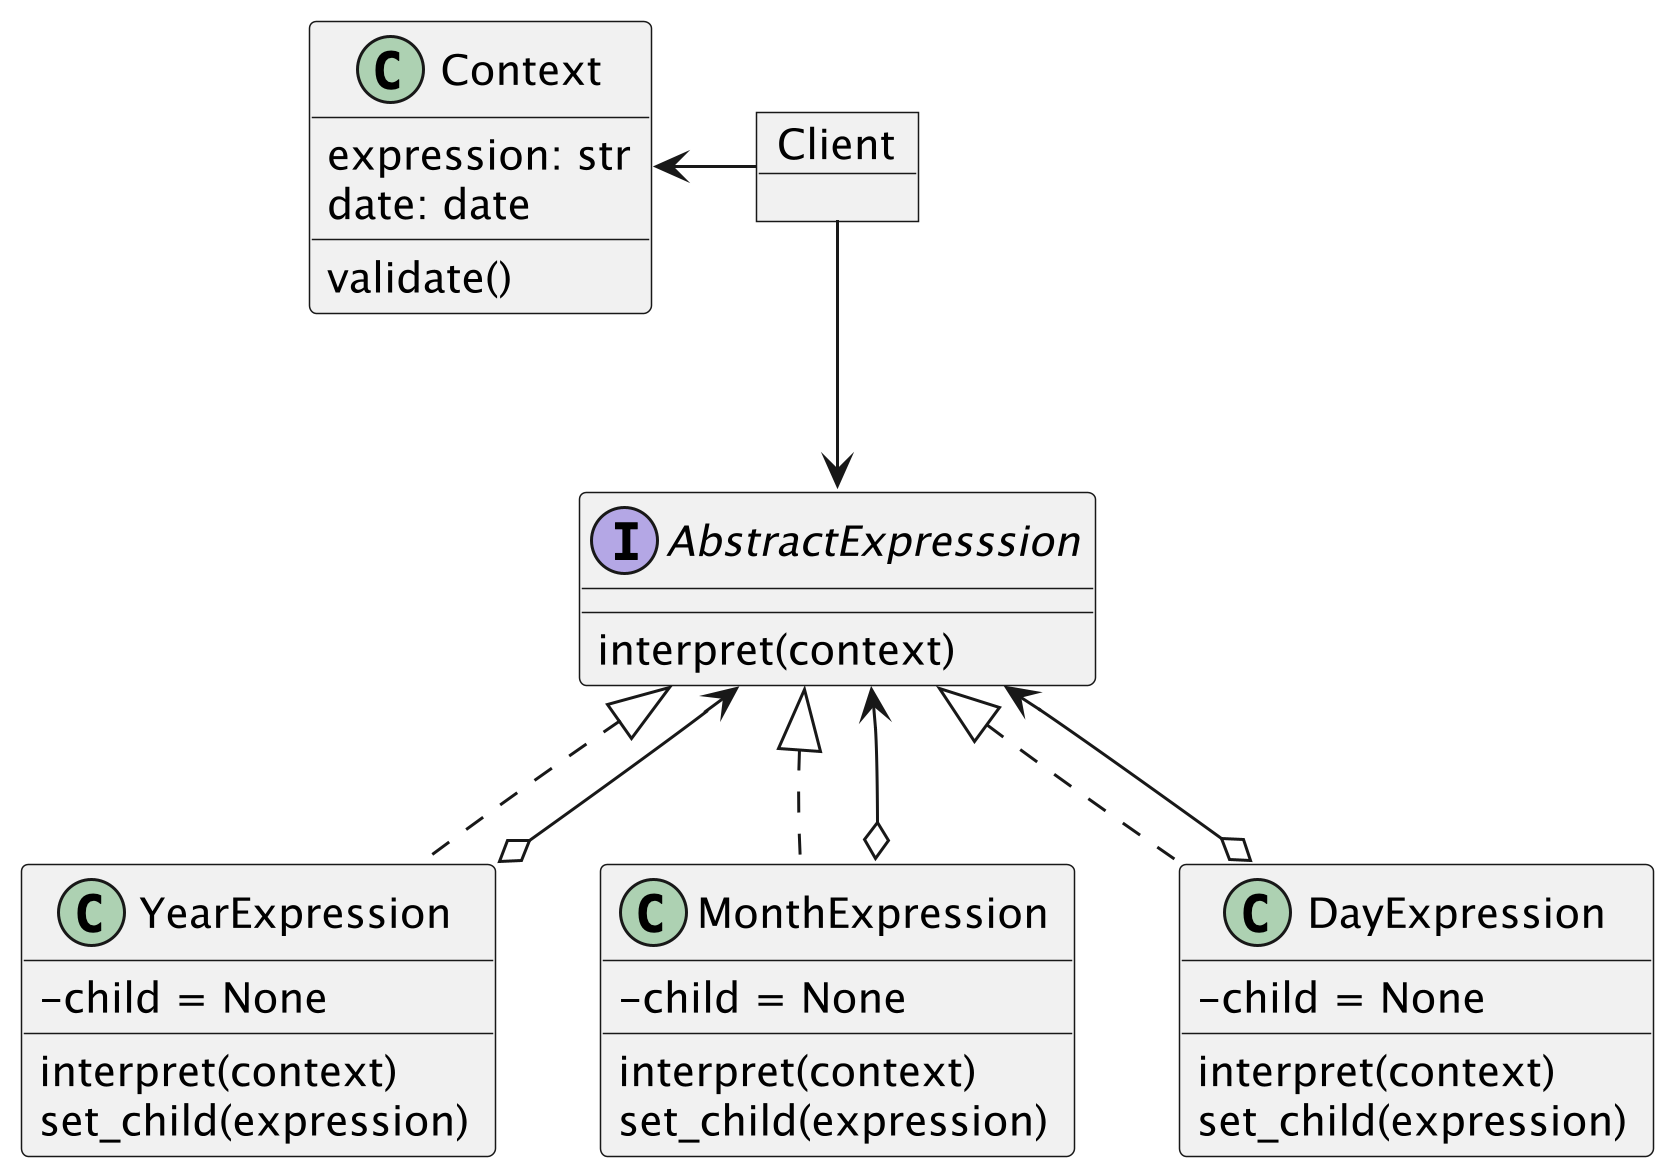 C Context
expression: str
date: date
validate()
Client
I AbstractExpresssion
interpret(context)
C YearExpression
-child = None
interpret(context)
set_child(expression)
C MonthExpression
-child = None
interpret(context)
set_child(expression)
C DayExpression
-child = None
interpret(context)
set_child(expression)